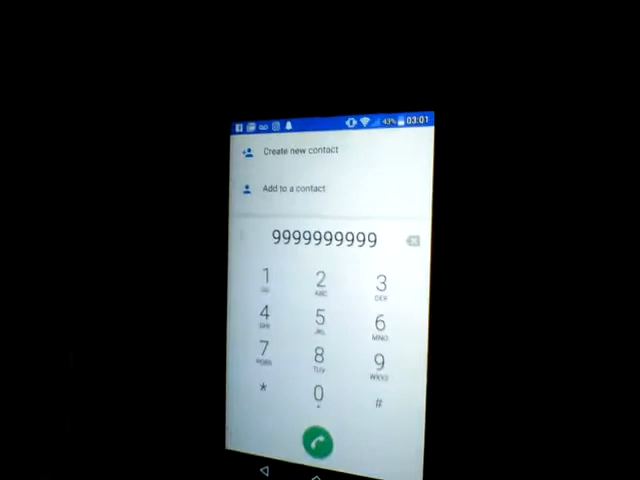 43% 03:01
Create new contact
Add to a contact
9999999999
1 2 3
ABC DEF
4 5 6
GHI JKL MNO
7 8 9
PQRS TUV WXYZ
* 0 #
+